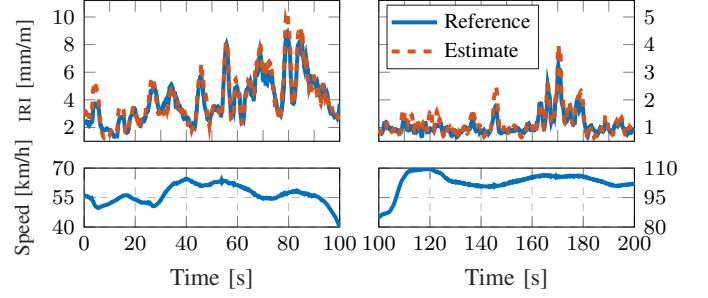 IRI [mm/m]
10
8
6
4
2
Reference
Estimate
5
4
3
2
1
Speed [km/h]
70
55
40
110
95
80
0 20 40 60 80 100
100 120 140 160 180 200
Time [s]
Time [s]